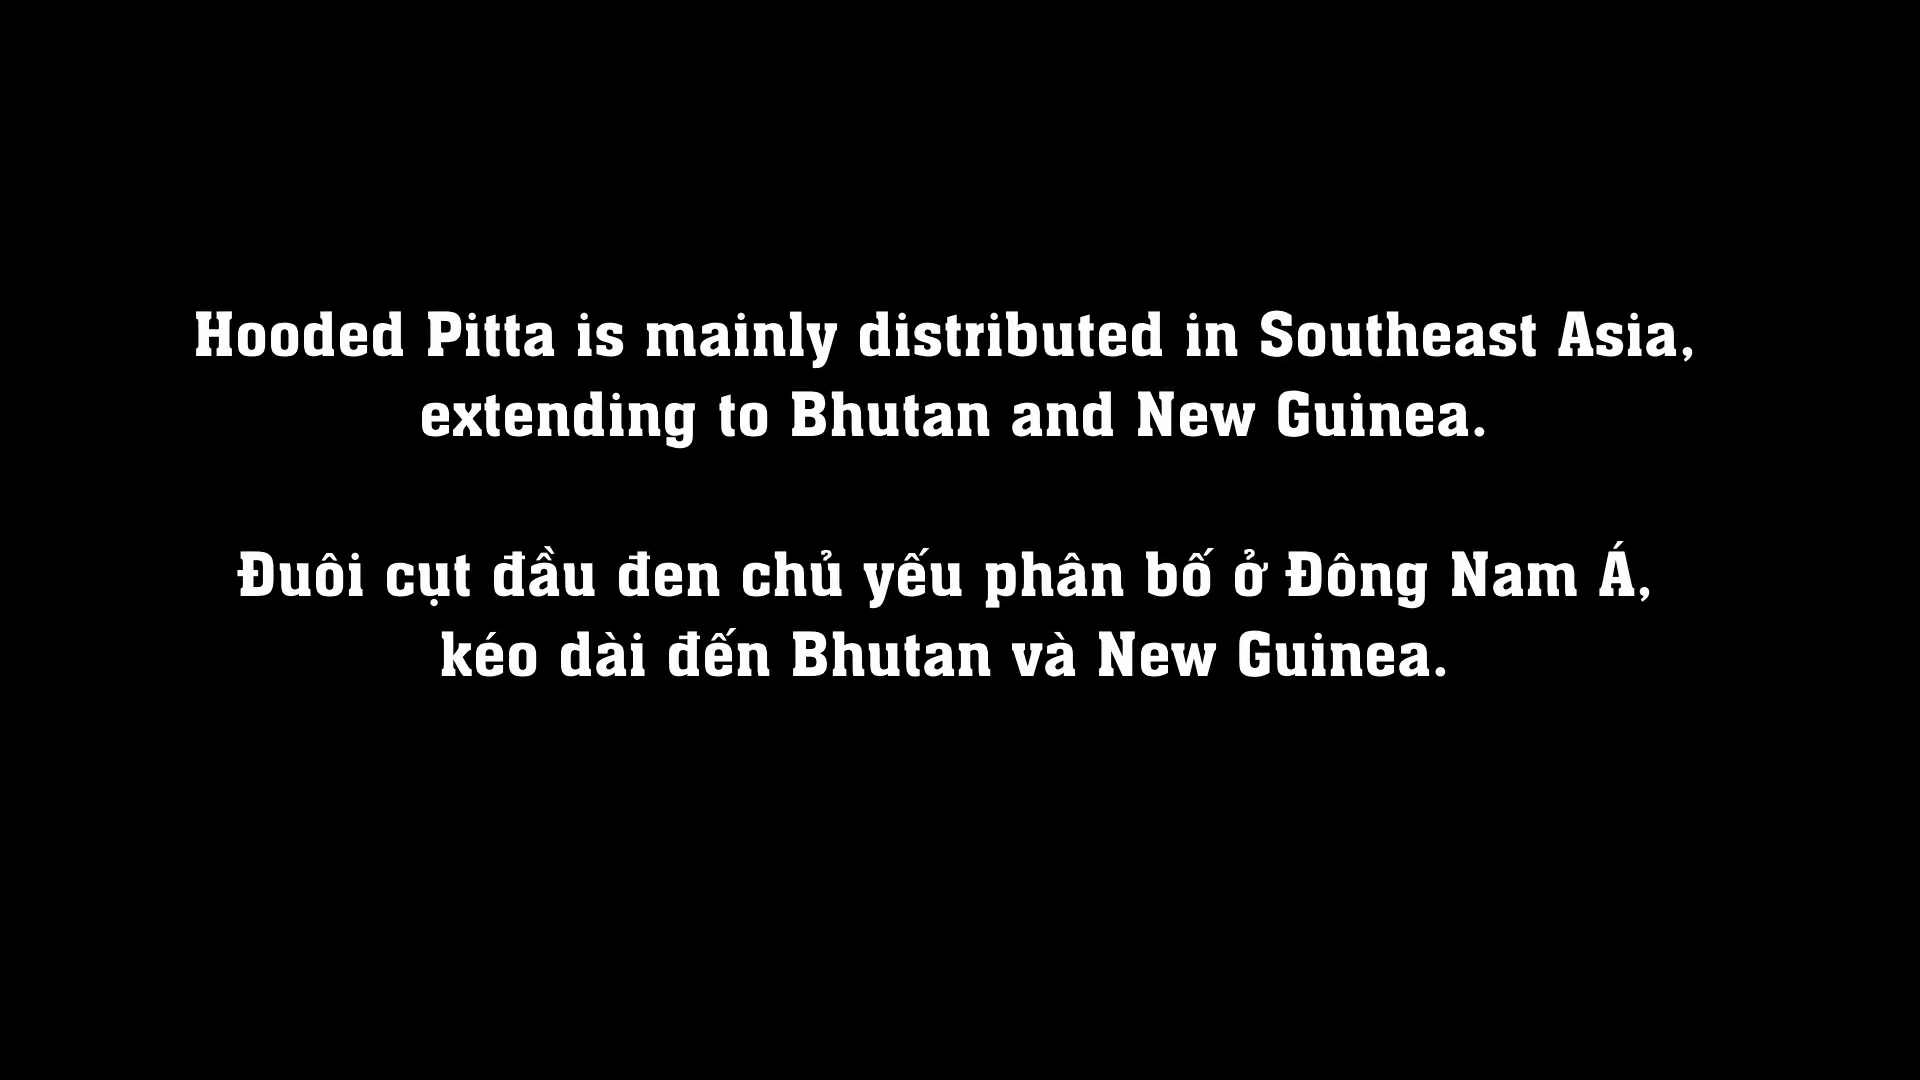 Hooded Pitta is mainly distributed in Southeast Asia,
extending to Bhutan and New Guinea.
Đuôi cụt đầu đen chủ yếu phân bố ở Đông Nam Á,
kéo dài đến Bhutan và New Guinea.